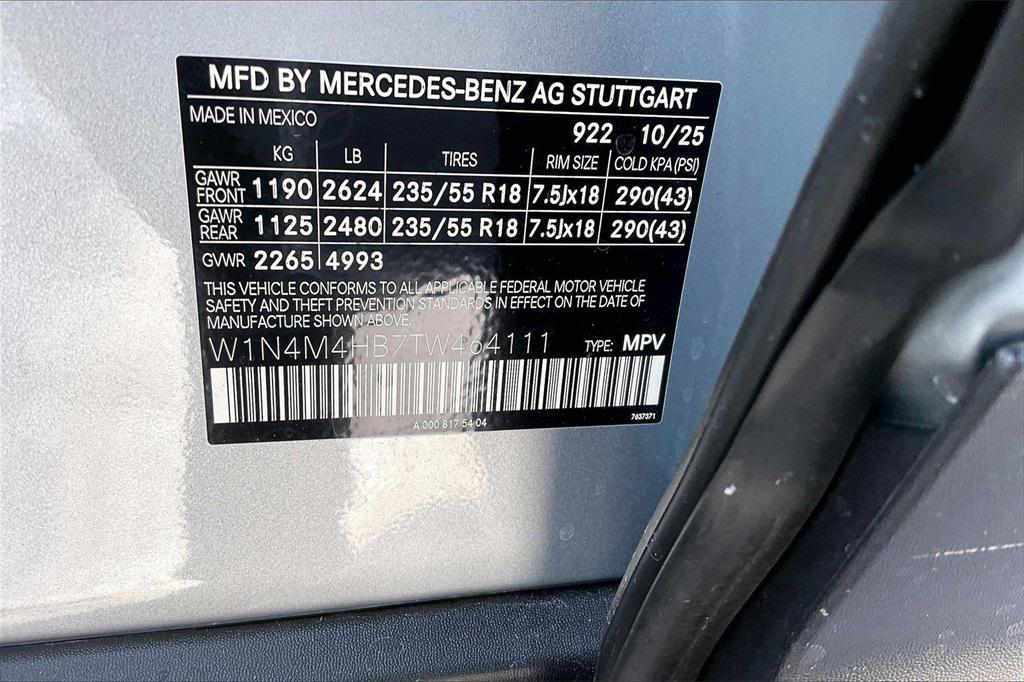 MFD BY MERCEDES-BENZ AG STUTTGART
MADE IN MEXICO
922 10/25
KG LB TIRES RIM SIZE COLD KPA (PSI)
GAWR FRONT 1190 2624 235/55 R18 7.5Jx18 290(43)
GAWR REAR 1125 2480 235/55 R18 7.5Jx18 290(43)
GVWR 2265 4993
THIS VEHICLE CONFORMS TO ALL APPLICABLE FEDERAL MOTOR VEHICLE
SAFETY AND THEFT PREVENTION STANDARDS IN EFFECT ON THE DATE OF
MANUFACTURE SHOWN ABOVE.
W1N4M4HB7TW464111 TYPE: MPV
A 000 817 54 04
7637371